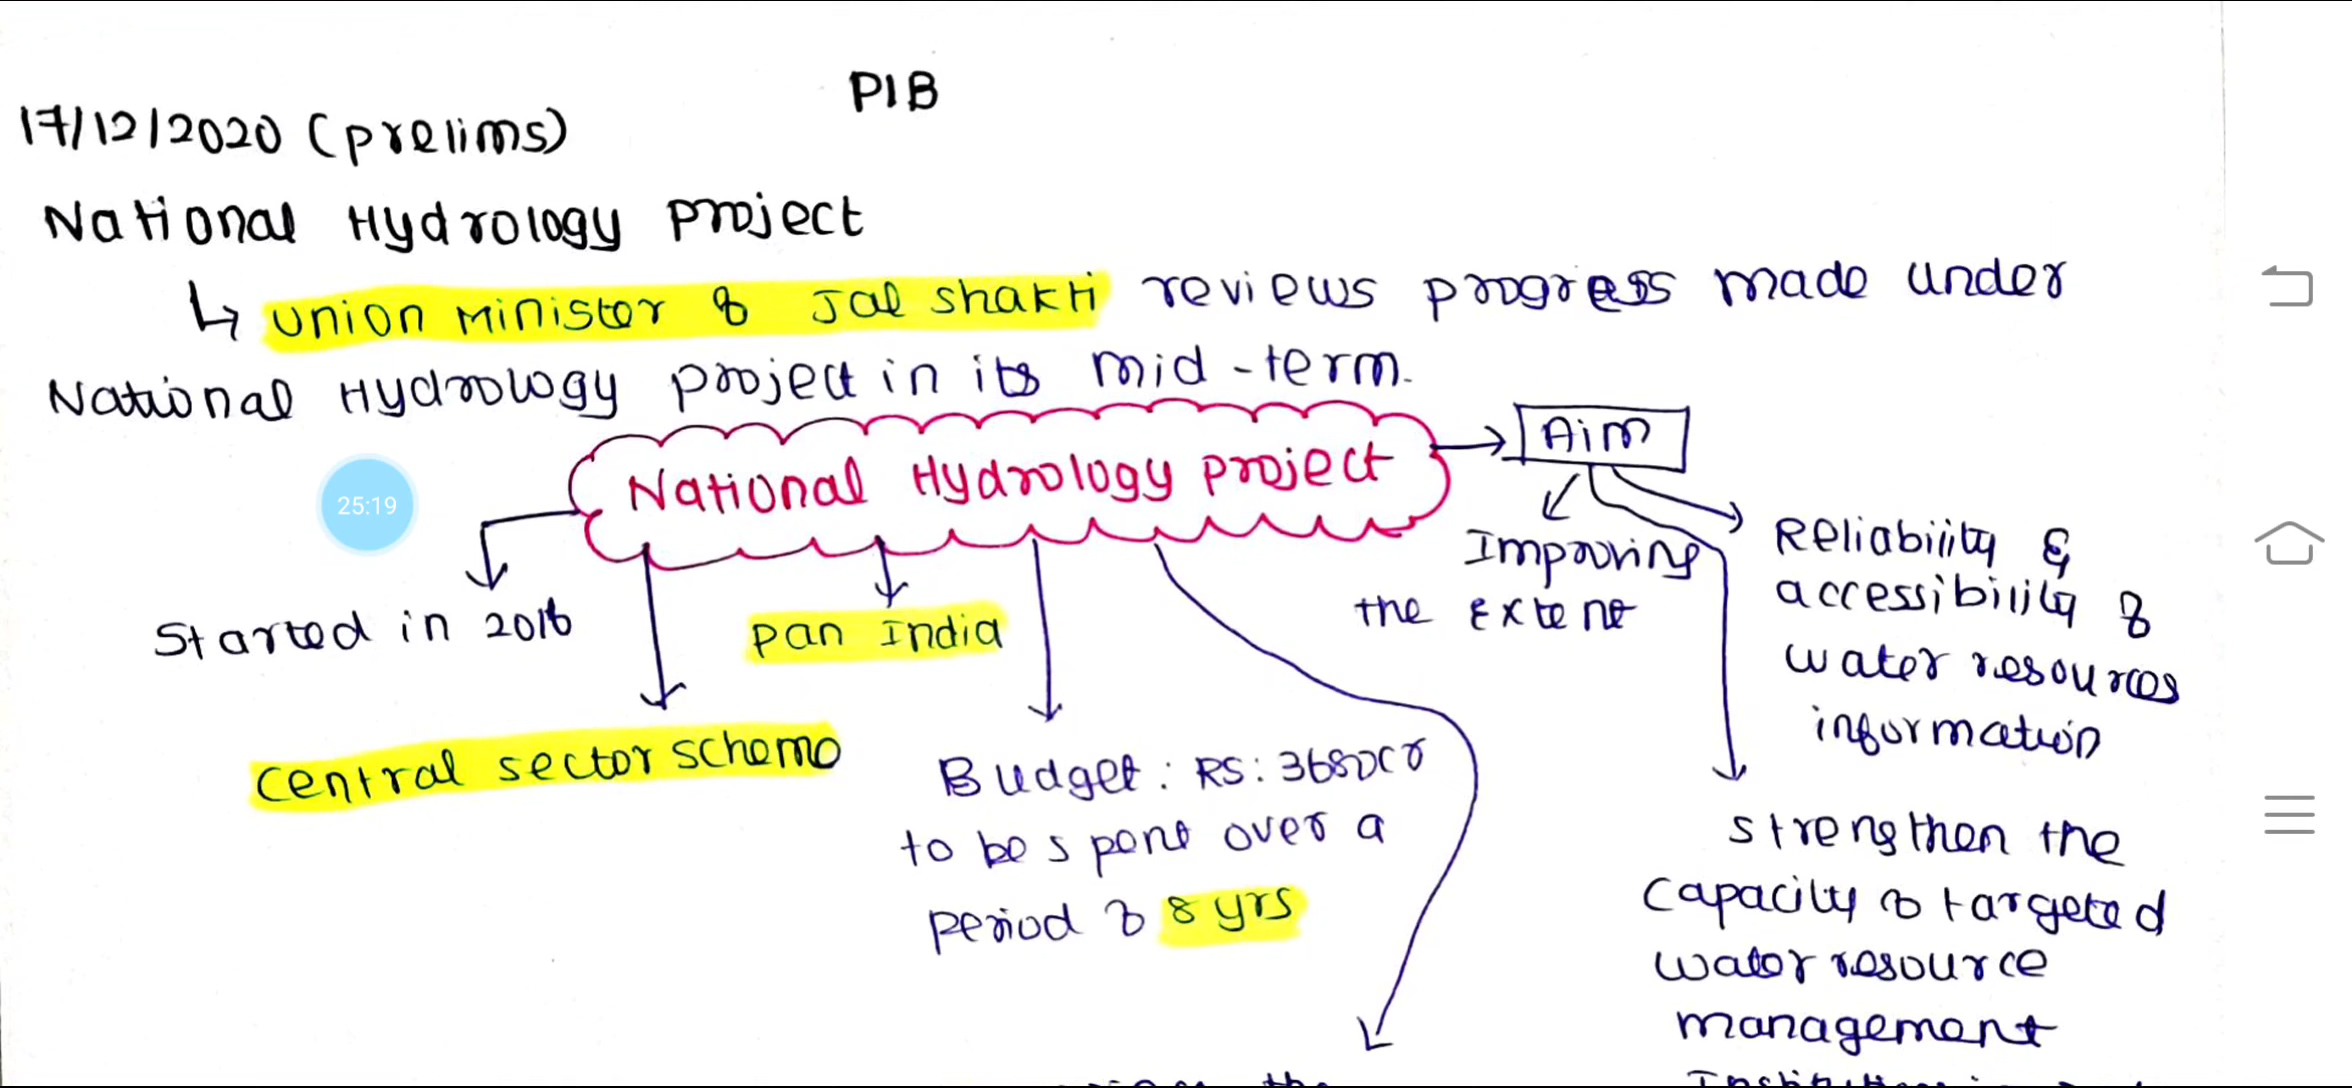 PIB
17/12/2020 (prelims)
National Hydrology project
↳ union Minister of Jal shakti reviews progress made under
National Hydrology project in its mid-term.
National Hydrology project
Aim
25:19
Improving
the Extent
Reliability &
accessibility of
water resources
information
Started in 2016
pan India
central sector scheme
Budget: RS: 3680cr
to be spent over a
period of 8 yrs
strengthen the
capacity of targeted
water resource
management